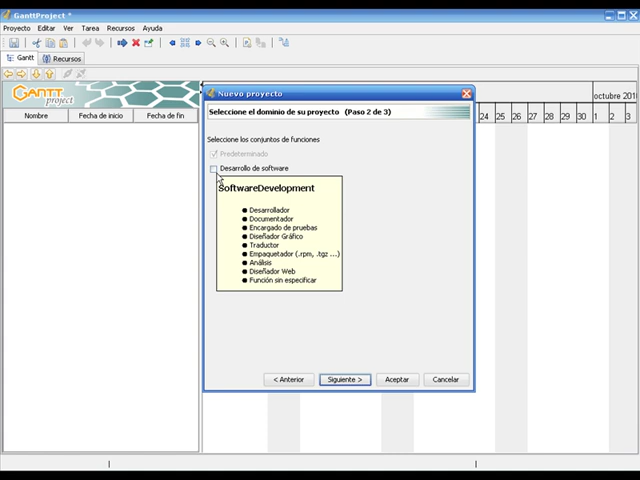 GanttProject *
Proyecto Editar Ver Tarea Recursos Ayuda
Gantt Recursos
GANTT project
Nombre Fecha de inicio Fecha de fin
octubre 201
24 25 26 27 28 29 30 1 2 3
Nuevo proyecto
Seleccione el dominio de su proyecto (Paso 2 de 3)
Seleccione los conjuntos de funciones
Predeterminado
Desarrollo de software
SoftwareDevelopment
Desarrollador
Documentador
Encargado de pruebas
Diseñador Gráfico
Traductor
Empaquetador (.rpm, .tgz ...)
Análisis
Diseñador Web
Función sin especificar
< Anterior Siguiente > Aceptar Cancelar